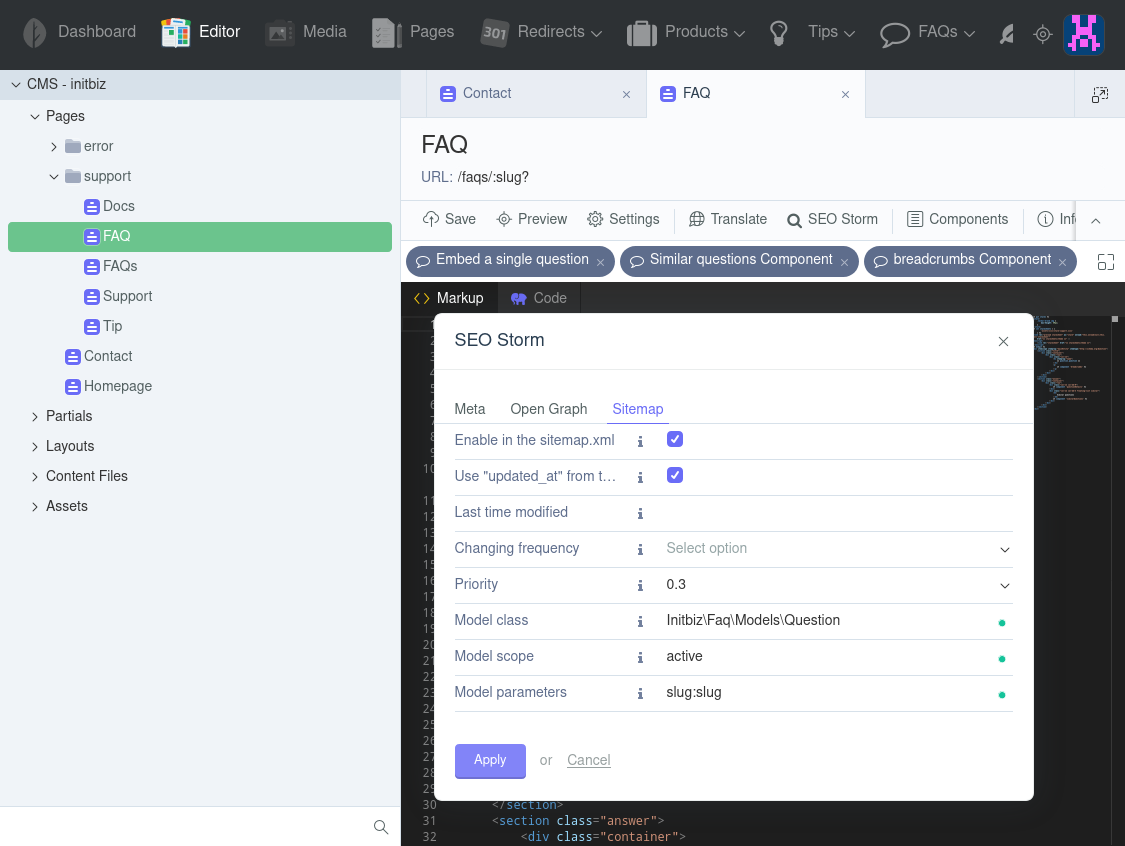 Dashboard Editor Media Pages 301 Redirects Products Tips FAQs
CMS - initbiz
Pages
error
support
Docs
FAQ
FAQs
Support
Tip
Contact
Homepage
Partials
Layouts
Content Files
Assets
Contact × FAQ ×
FAQ
URL: /faqs/:slug?
Save Preview Settings Translate SEO Storm Components Inf
Embed a single question × Similar questions Component × breadcrumbs Component ×
Markup Code
SEO Storm
Meta Open Graph Sitemap
Enable in the sitemap.xml
Use "updated_at" from t...
Last time modified
Changing frequency Select option
Priority 0.3
Model class Initbiz\Faq\Models\Question
Model scope active
Model parameters slug:slug
Apply or Cancel
1
2
3
4
5
6
7
8
9
10
11
12
13
14
15
16
17
18
19
20
21
22
23
24
25
26
27
28
29
30 </section>
31 <section class="answer">
32 <div class="container">